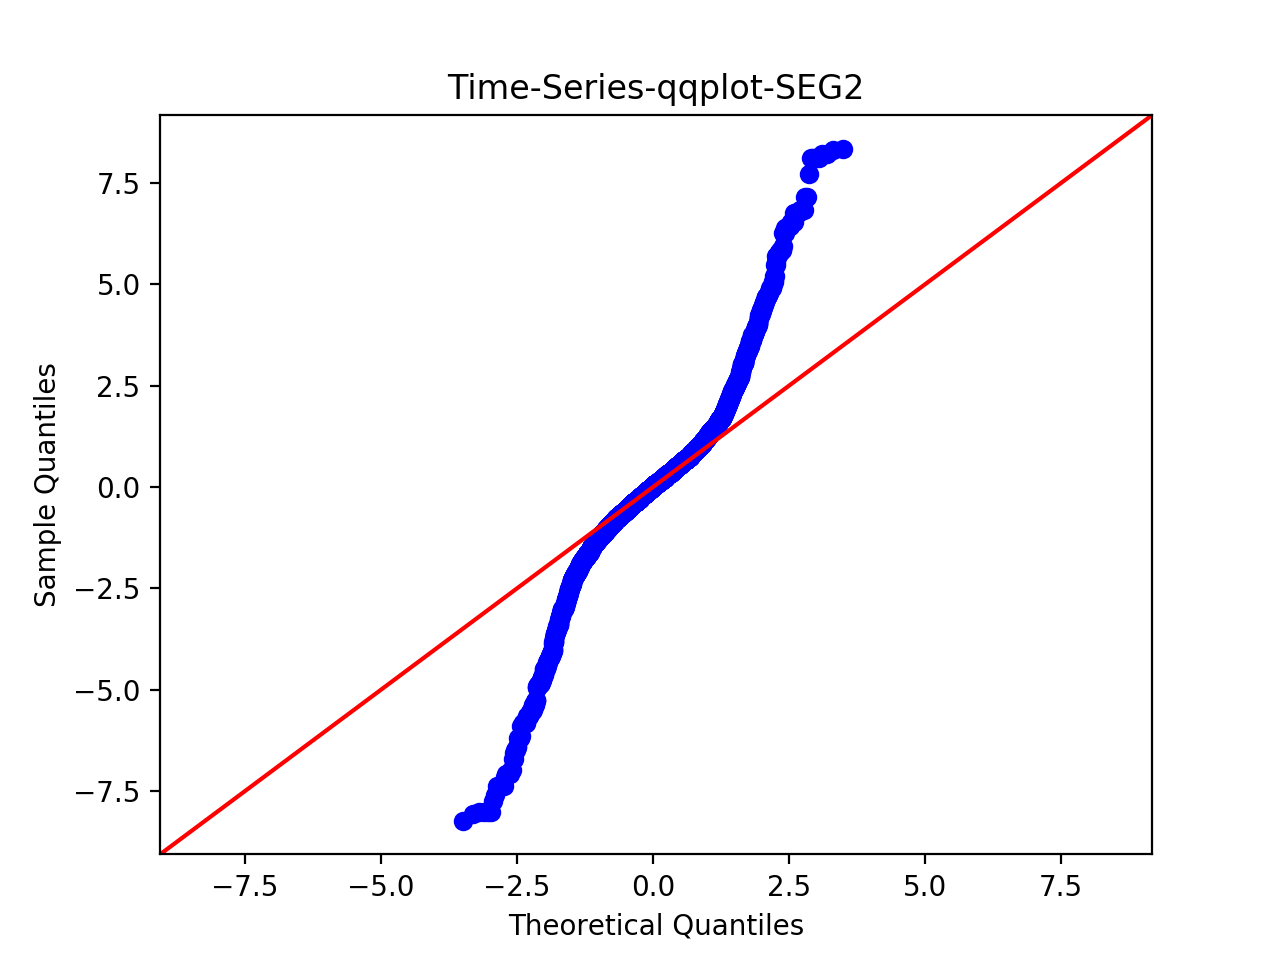 Time-Series-qqplot-SEG2
7.5
5.0
2.5
0.0
−2.5
−5.0
−7.5
Sample Quantiles
−7.5 −5.0 −2.5 0.0 2.5 5.0 7.5
Theoretical Quantiles